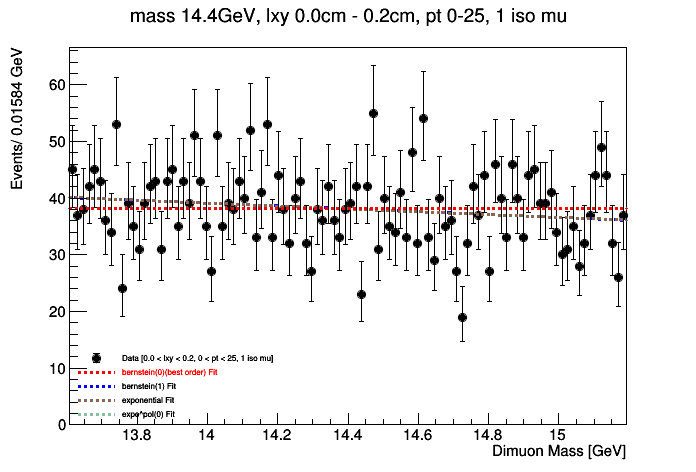 mass 14.4GeV, lxy 0.0cm - 0.2cm, pt 0-25, 1 iso mu
Events/ 0.01584 GeV
60
50
40
30
20
10
0
Data [0.0 < lxy < 0.2, 0 < pt < 25, 1 iso mu]
bernstein(0)(best order) Fit
bernstein(1) Fit
exponential Fit
expo*pol(0) Fit
13.8 14 14.2 14.4 14.6 14.8 15
Dimuon Mass [GeV]